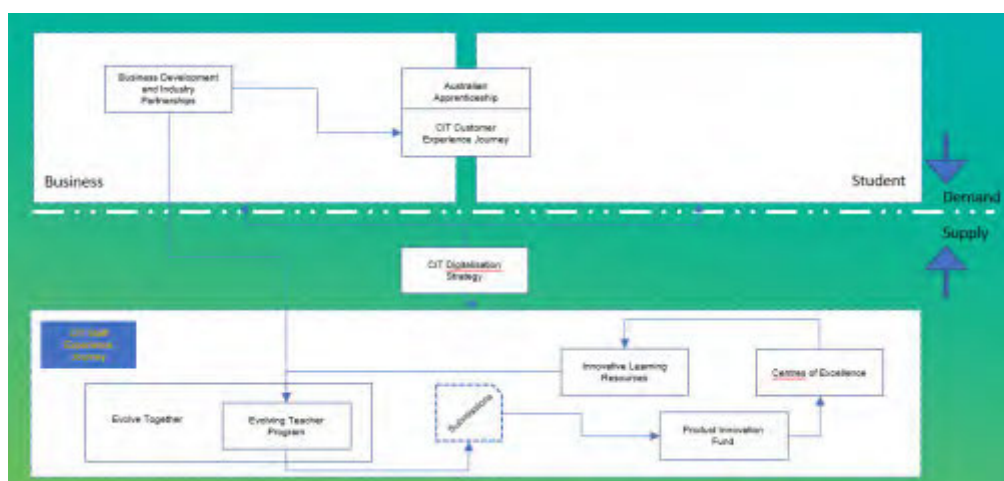 Business Development
and Industry
Partnerships
Australian
Apprenticeship
CIT Customer
Experience Journey
Business
Student
Demand
Supply
CIT Digitalisation
Strategy
Innovative Learning
Resources
Centres of Excellence
Evolve Together
Evolving Teacher
Program
Submissions
Product Innovation
Fund